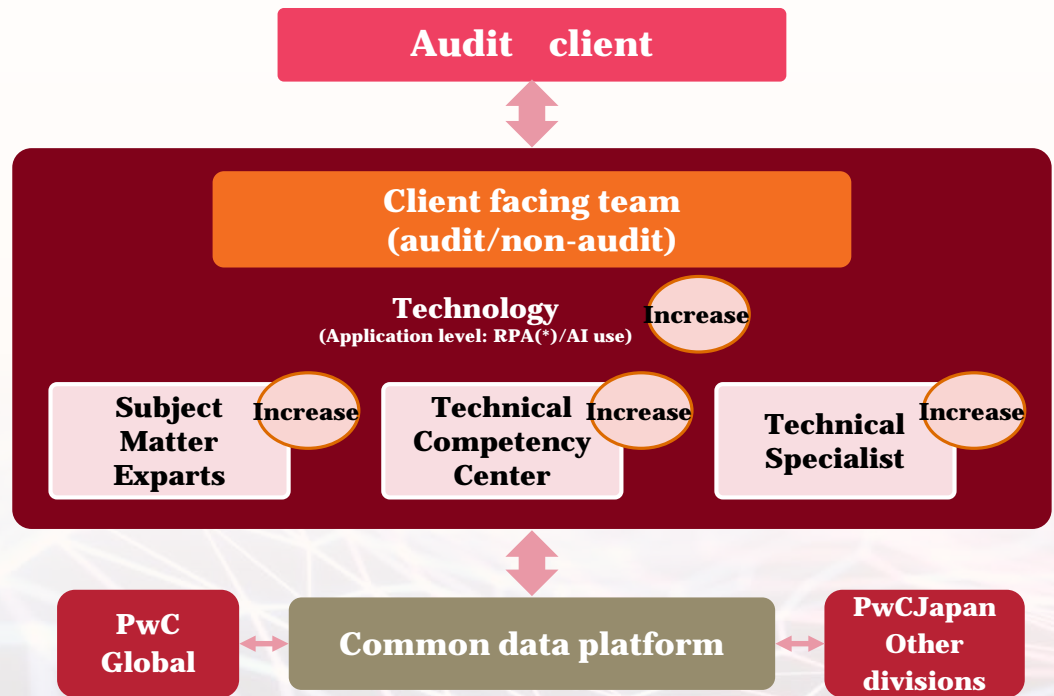 Audit client
Client facing team
(audit/non-audit)
Technology
(Application level: RPA(*)/AI use)
Increase
Subject
Matter
Exparts
Increase
Technical
Competency
Center
Increase
Technical
Specialist
Increase
PwC
Global
Common data platform
PwCJapan
Other
divisions